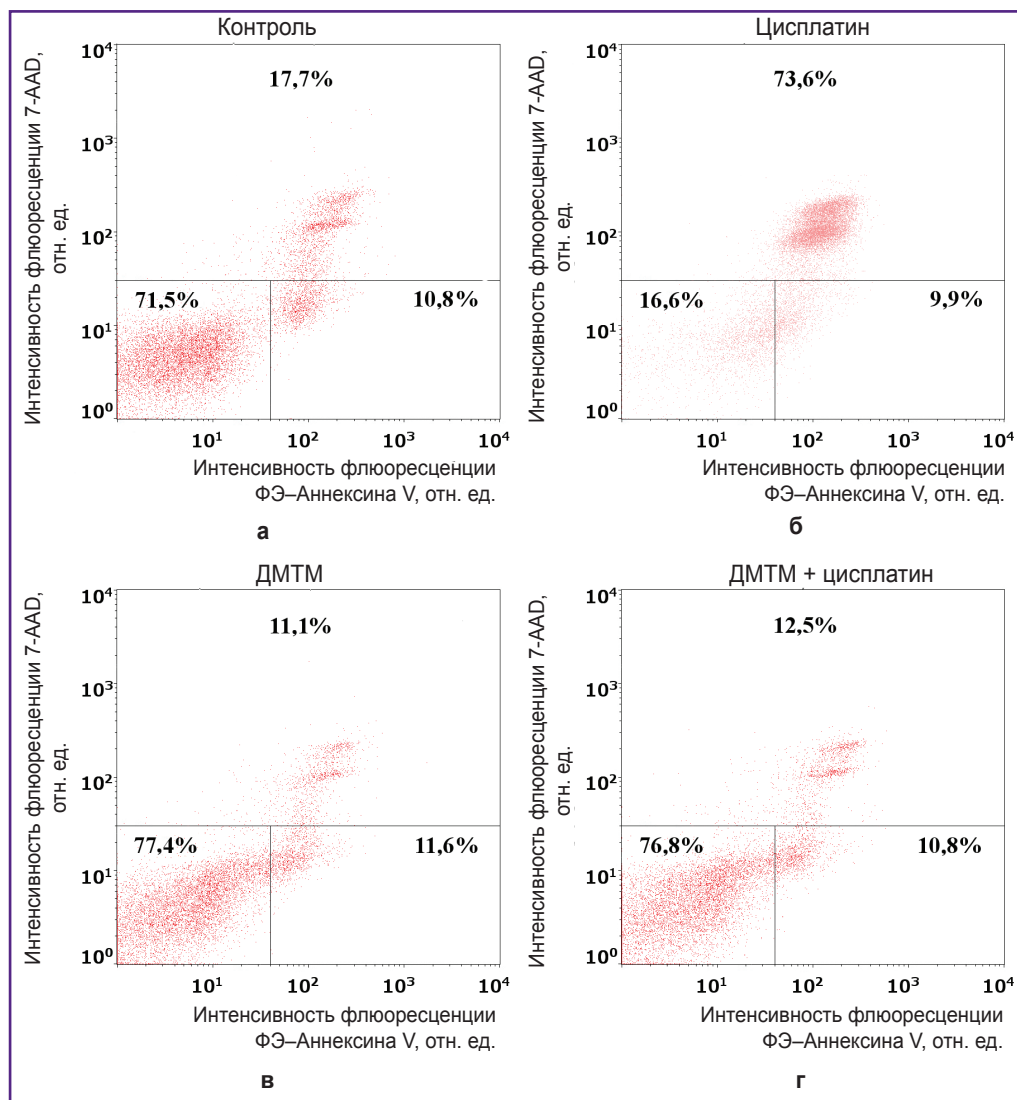 Контроль
Интенсивность флюоресценции 7-AAD,
отн. ед.
10⁴
10³
10²
10¹
10⁰
17,7%
71,5%
10,8%
10¹
10²
10³
10⁴
Интенсивность флюоресценции
ФЭ–Аннексина V, отн. ед.
а
Цисплатин
Интенсивность флюоресценции 7-AAD,
отн. ед.
10⁴
10³
10²
10¹
10⁰
73,6%
16,6%
9,9%
10¹
10²
10³
10⁴
Интенсивность флюоресценции
ФЭ–Аннексина V, отн. ед.
б
ДМТМ
Интенсивность флюоресценции 7-AAD,
отн. ед.
10⁴
10³
10²
10¹
10⁰
11,1%
77,4%
11,6%
10¹
10²
10³
10⁴
Интенсивность флюоресценции
ФЭ–Аннексина V, отн. ед.
в
ДМТМ + цисплатин
Интенсивность флюоресценции 7-AAD,
отн. ед.
10⁴
10³
10²
10¹
10⁰
12,5%
76,8%
10,8%
10¹
10²
10³
10⁴
Интенсивность флюоресценции
ФЭ–Аннексина V, отн. ед.
г